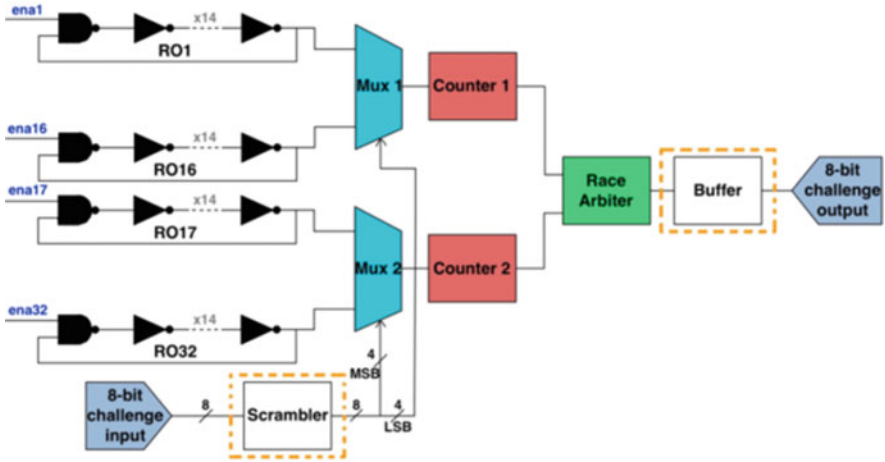 ena1
x14
RO1
Mux 1
Counter 1
ena16
x14
RO16
ena17
x14
RO17
Race
Arbiter
Buffer
8-bit
challenge
output
Mux 2
Counter 2
ena32
x14
RO32
4
MSB
8-bit
challenge
input
8
Scrambler
8
4
LSB